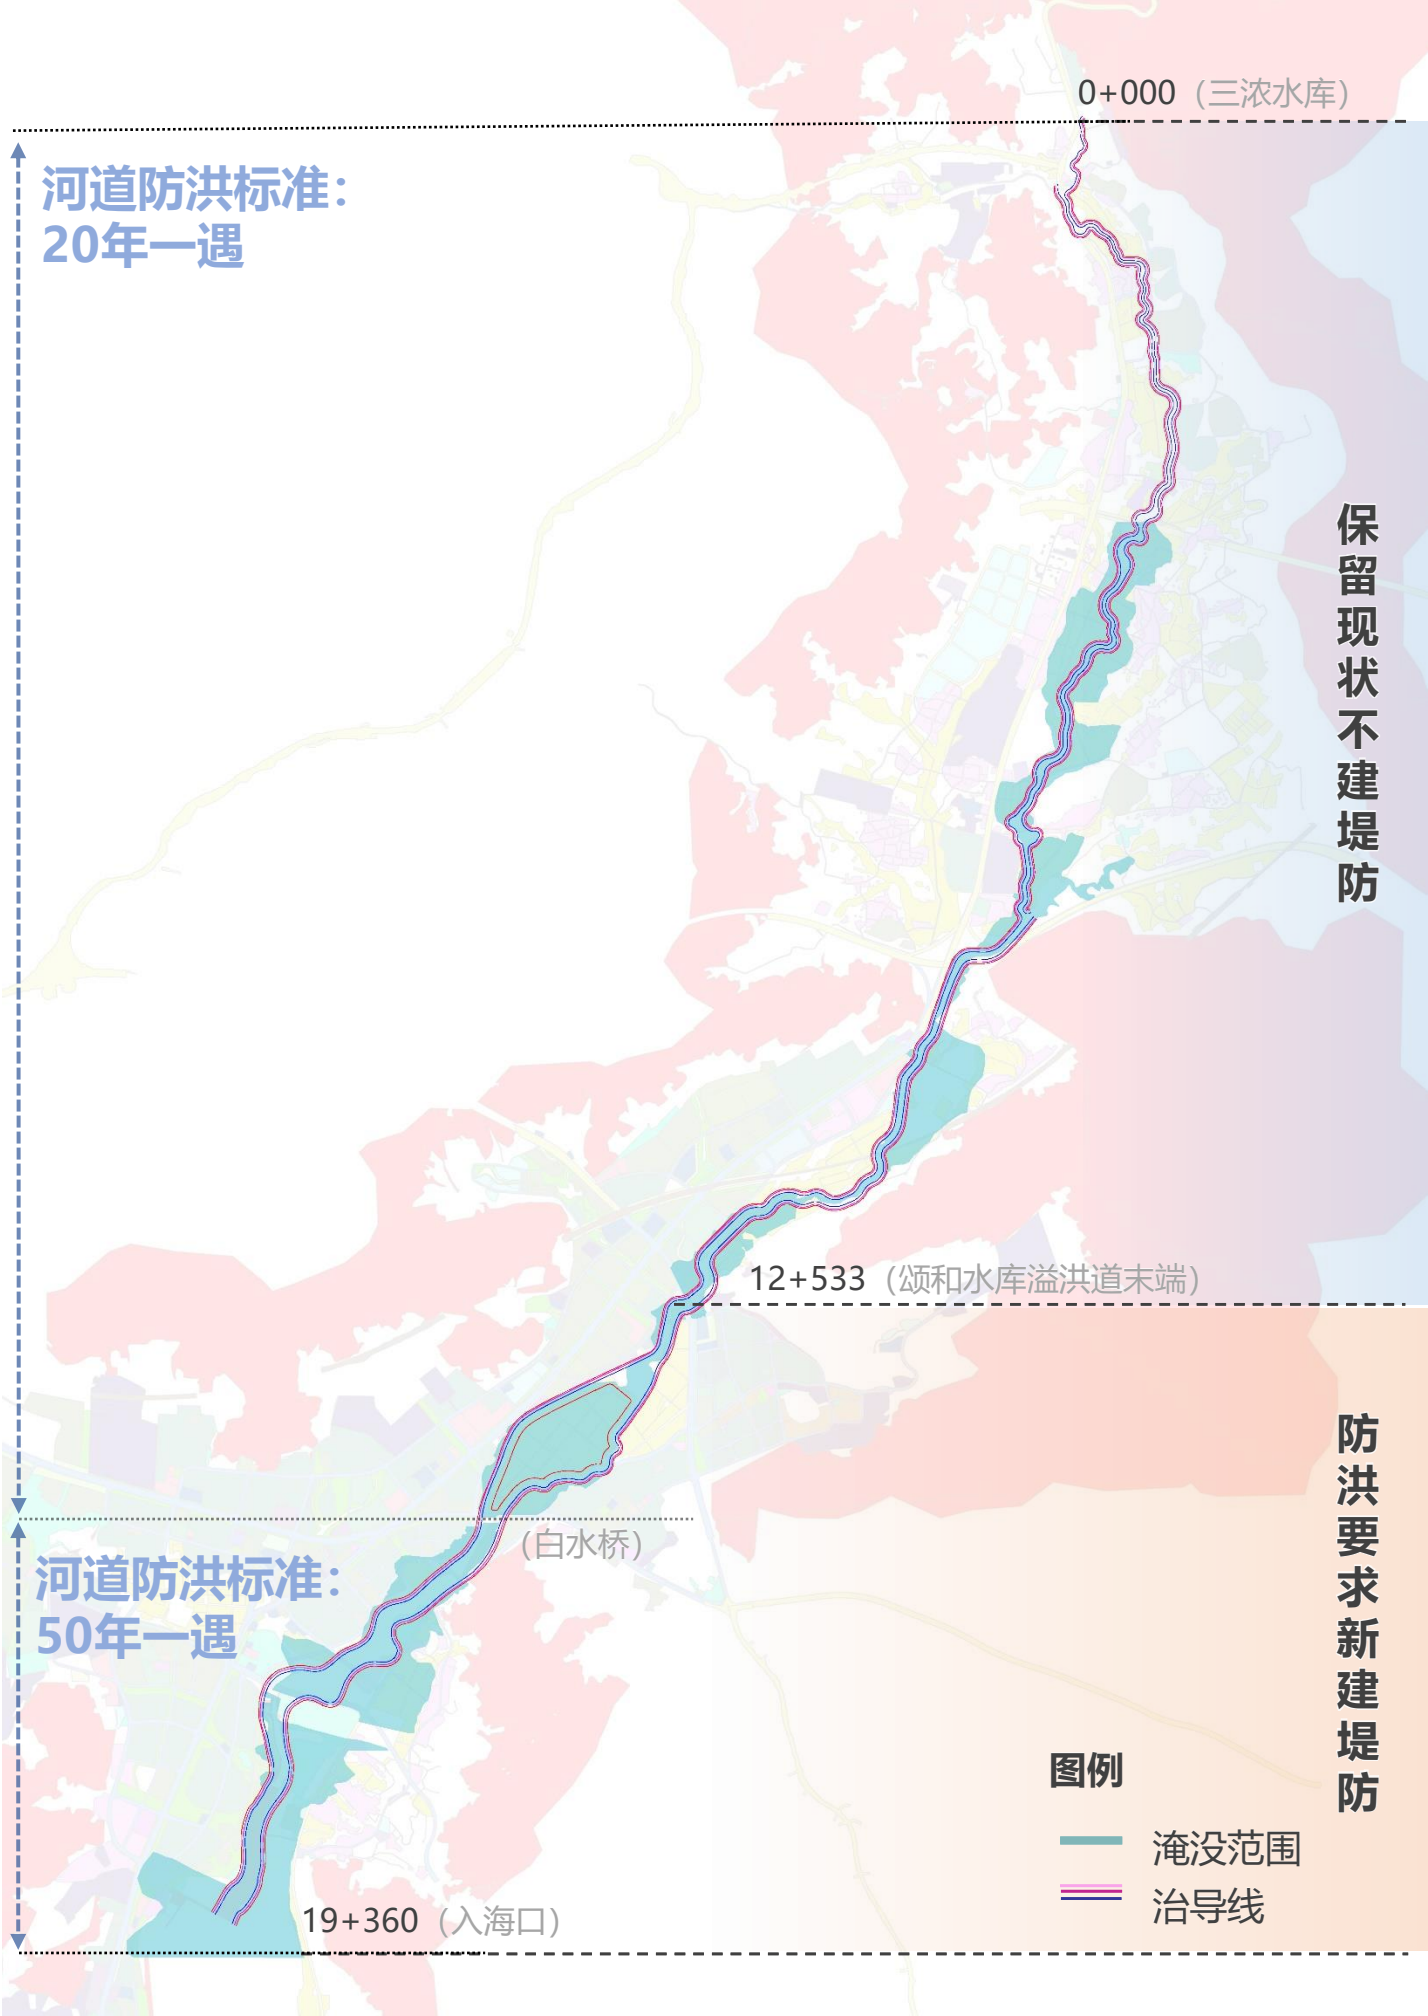 0+000（三浓水库）
河道防洪标准：
20年一遇
保留现状不建堤防
12+533（颂和水库溢洪道末端）
防洪要求新建堤防
（白水桥）
河道防洪标准：
50年一遇
图例
淹没范围
治导线
19+360（入海口）